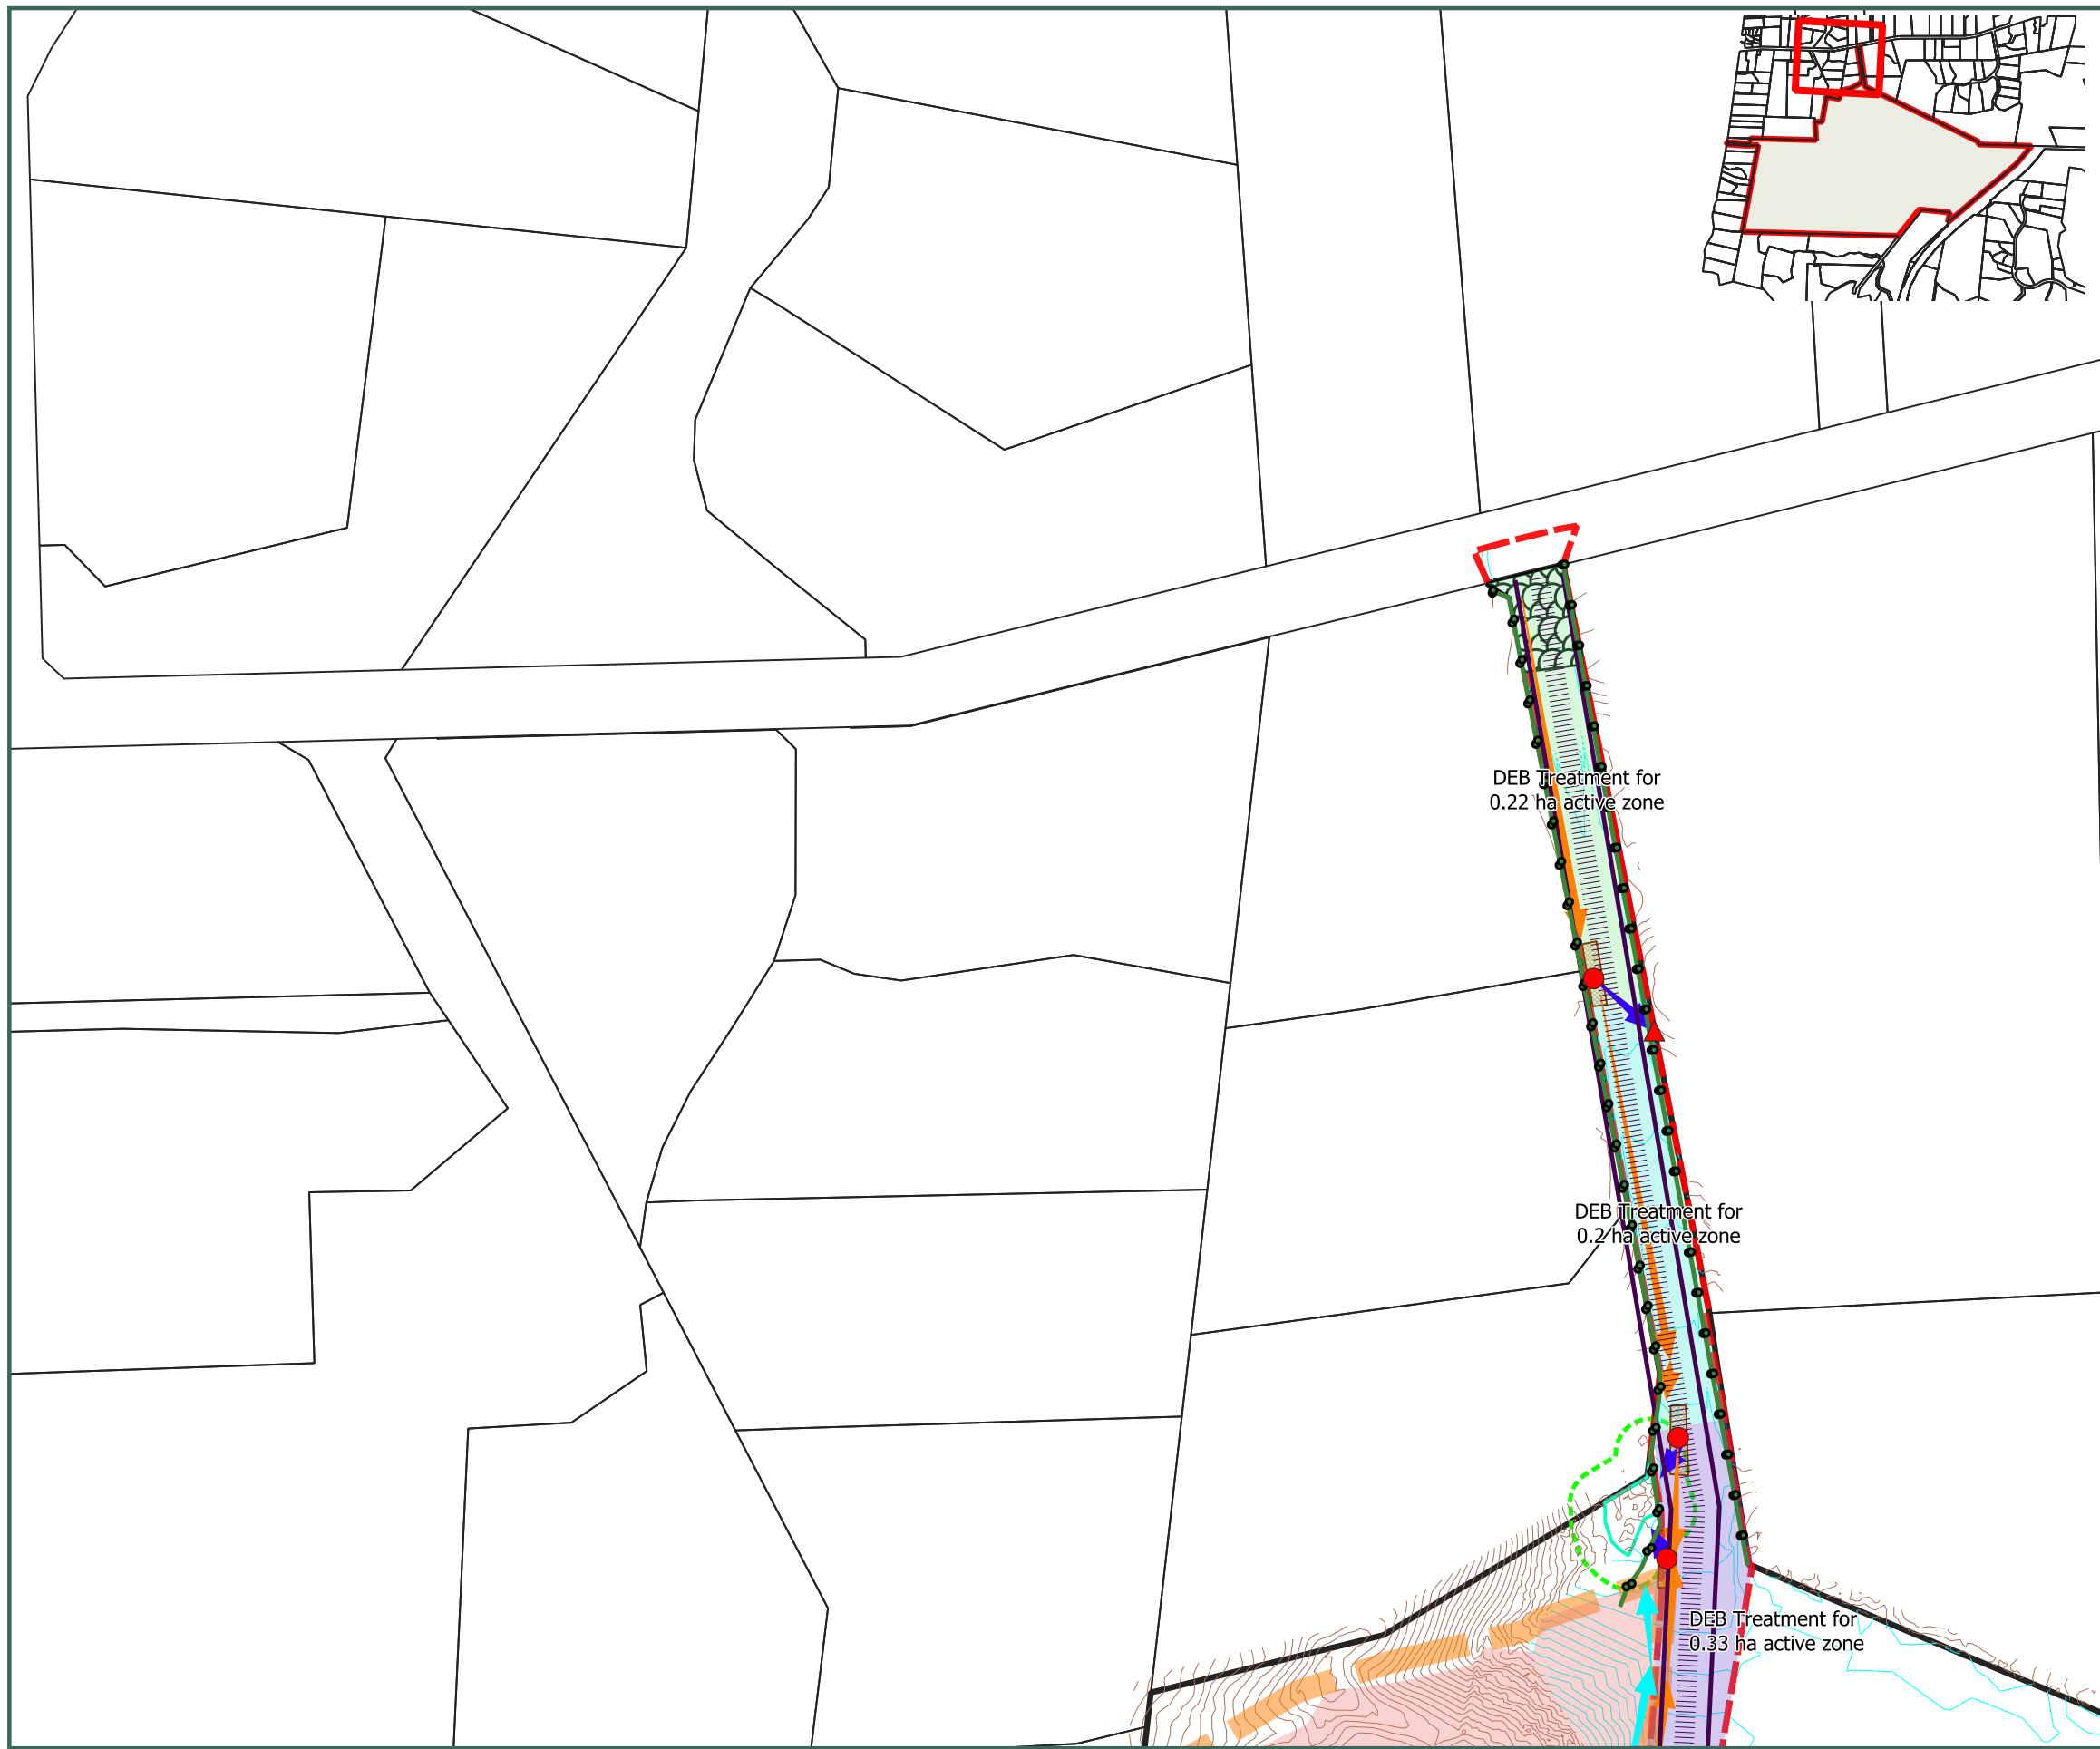 DEB Treatment for
0.22 ha active zone
DEB Treatment for
0.2 ha active zone
DEB Treatment for
0.33 ha active zone